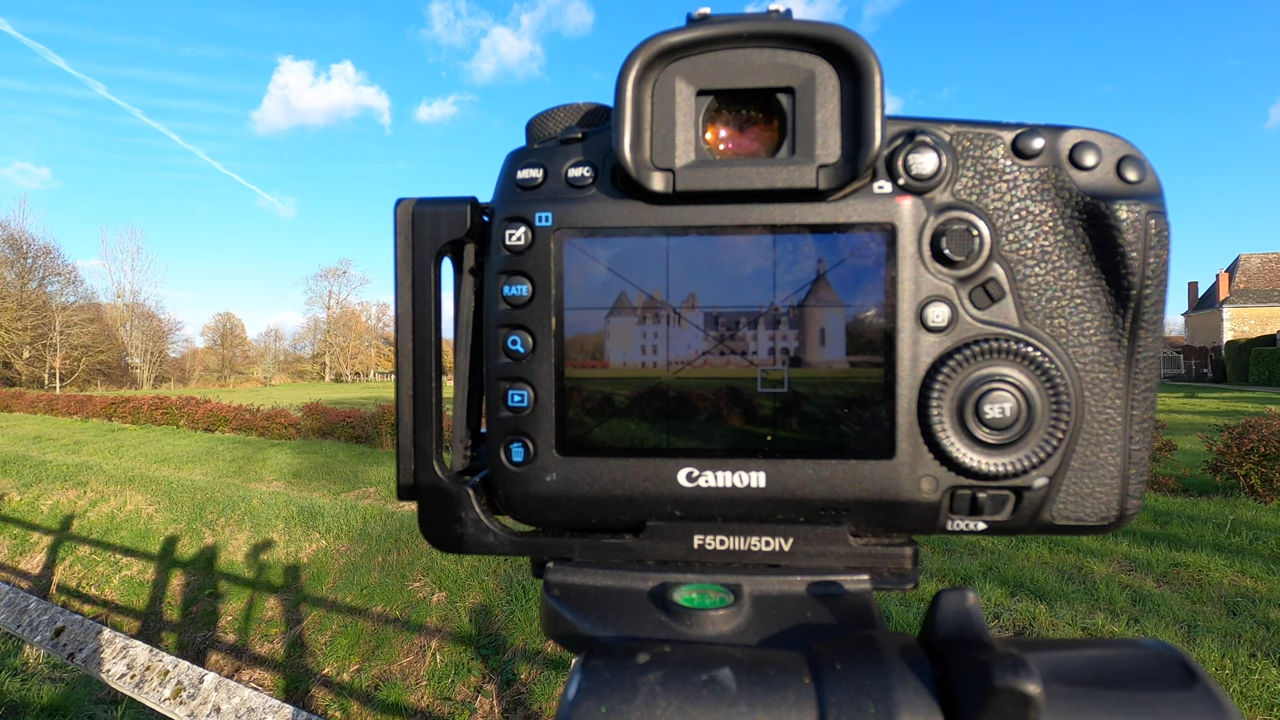 MENU
INFO
RATE
SET
Canon
LOCK▶
F5DIII/5DIV